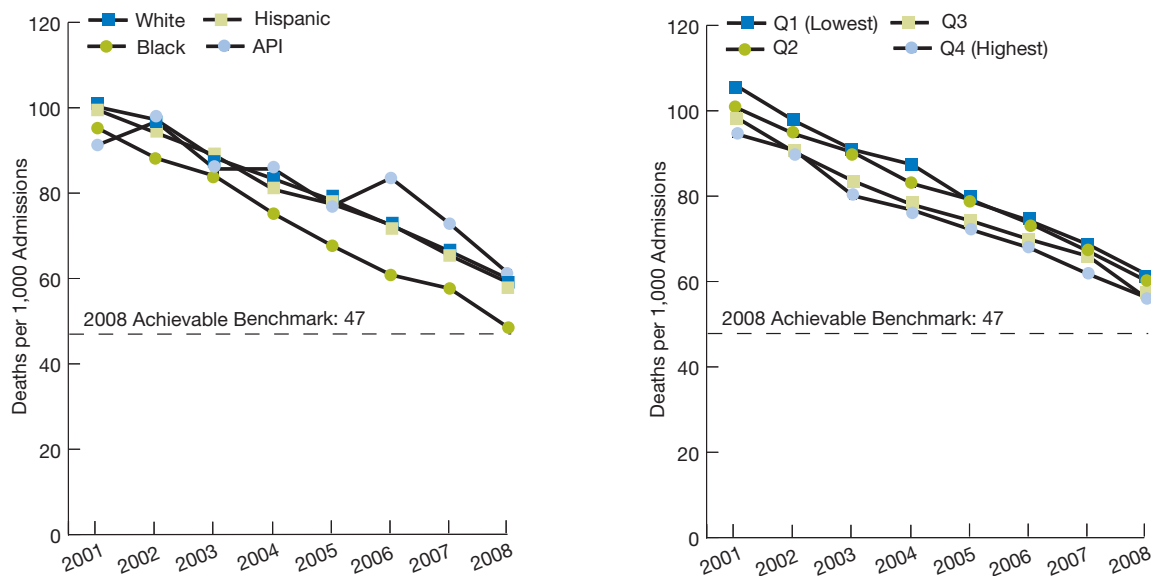 120
White
Hispanic
Black
API
100
80
60
2008 Achievable Benchmark: 47
40
20
0
Deaths per 1,000 Admissions
2001 2002 2003 2004 2005 2006 2007 2008
120
Q1 (Lowest)
Q3
Q2
Q4 (Highest)
100
80
60
2008 Achievable Benchmark: 47
40
20
0
Deaths per 1,000 Admissions
2001 2002 2003 2004 2005 2006 2007 2008